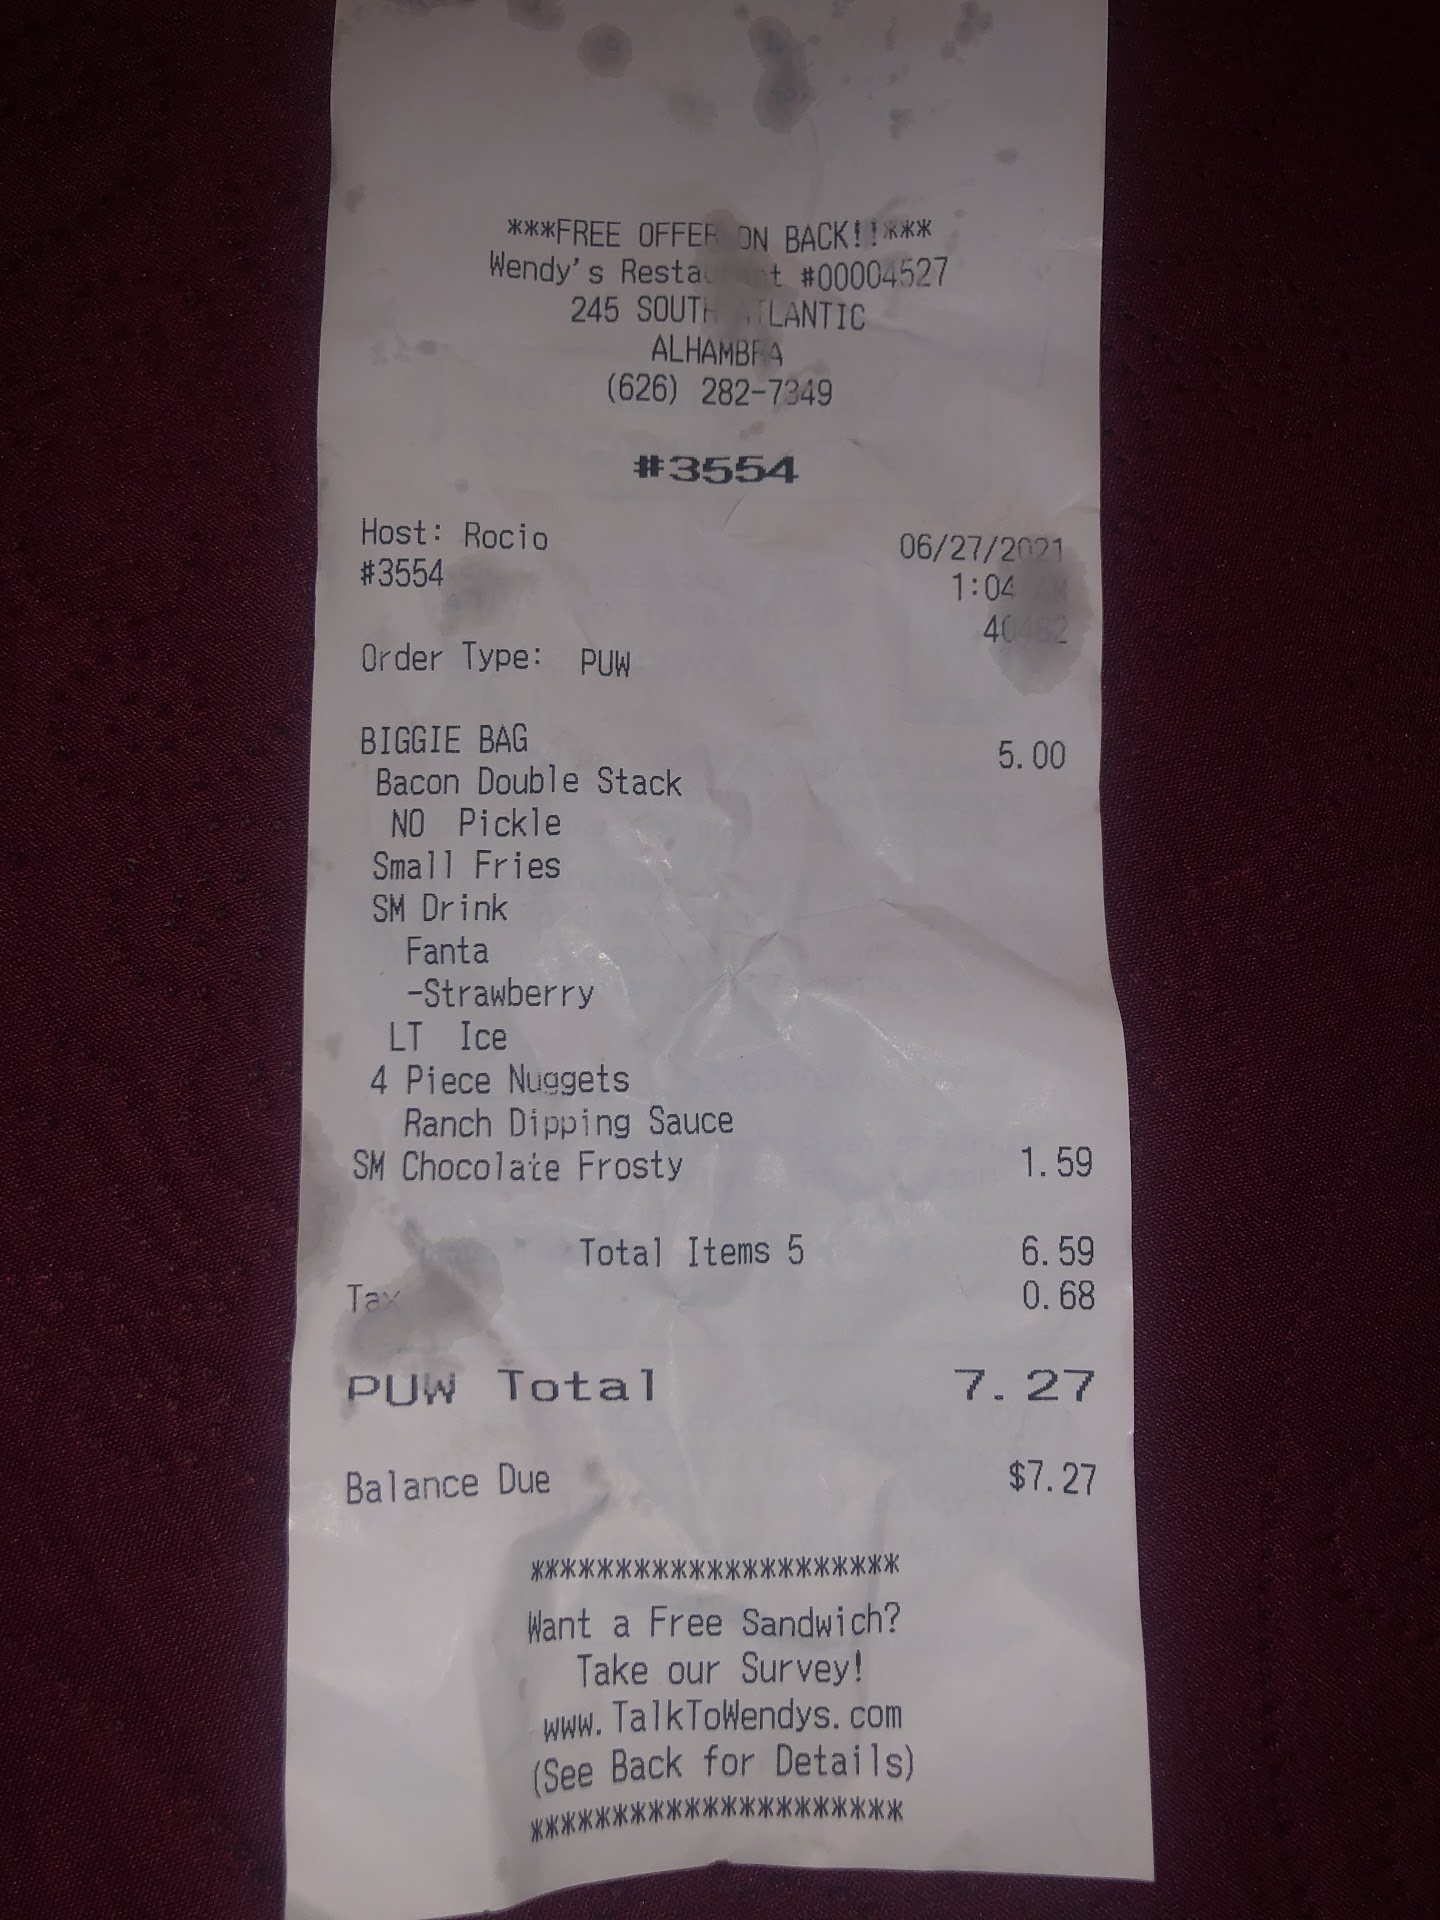 ***FREE OFFER ON BACK!!***
Wendy's Restaurant #00004527
245 SOUTH ATLANTIC
ALHAMBRA
(626) 282-7349
#3554
Host: Rocio 06/27/2021
#3554 1:04 AM
Order Type: PUW
BIGGIE BAG 5.00
Bacon Double Stack
NO Pickle
Small Fries
SM Drink
Fanta
-Strawberry
LT Ice
4 Piece Nuggets
Ranch Dipping Sauce
SM Chocolate Frosty 1.59
Total Items 5 6.59
Tax 0.68
PUW Total 7.27
Balance Due $7.27
********************
Want a Free Sandwich?
Take our Survey!
www.TalkToWendys.com
(See Back for Details)
********************